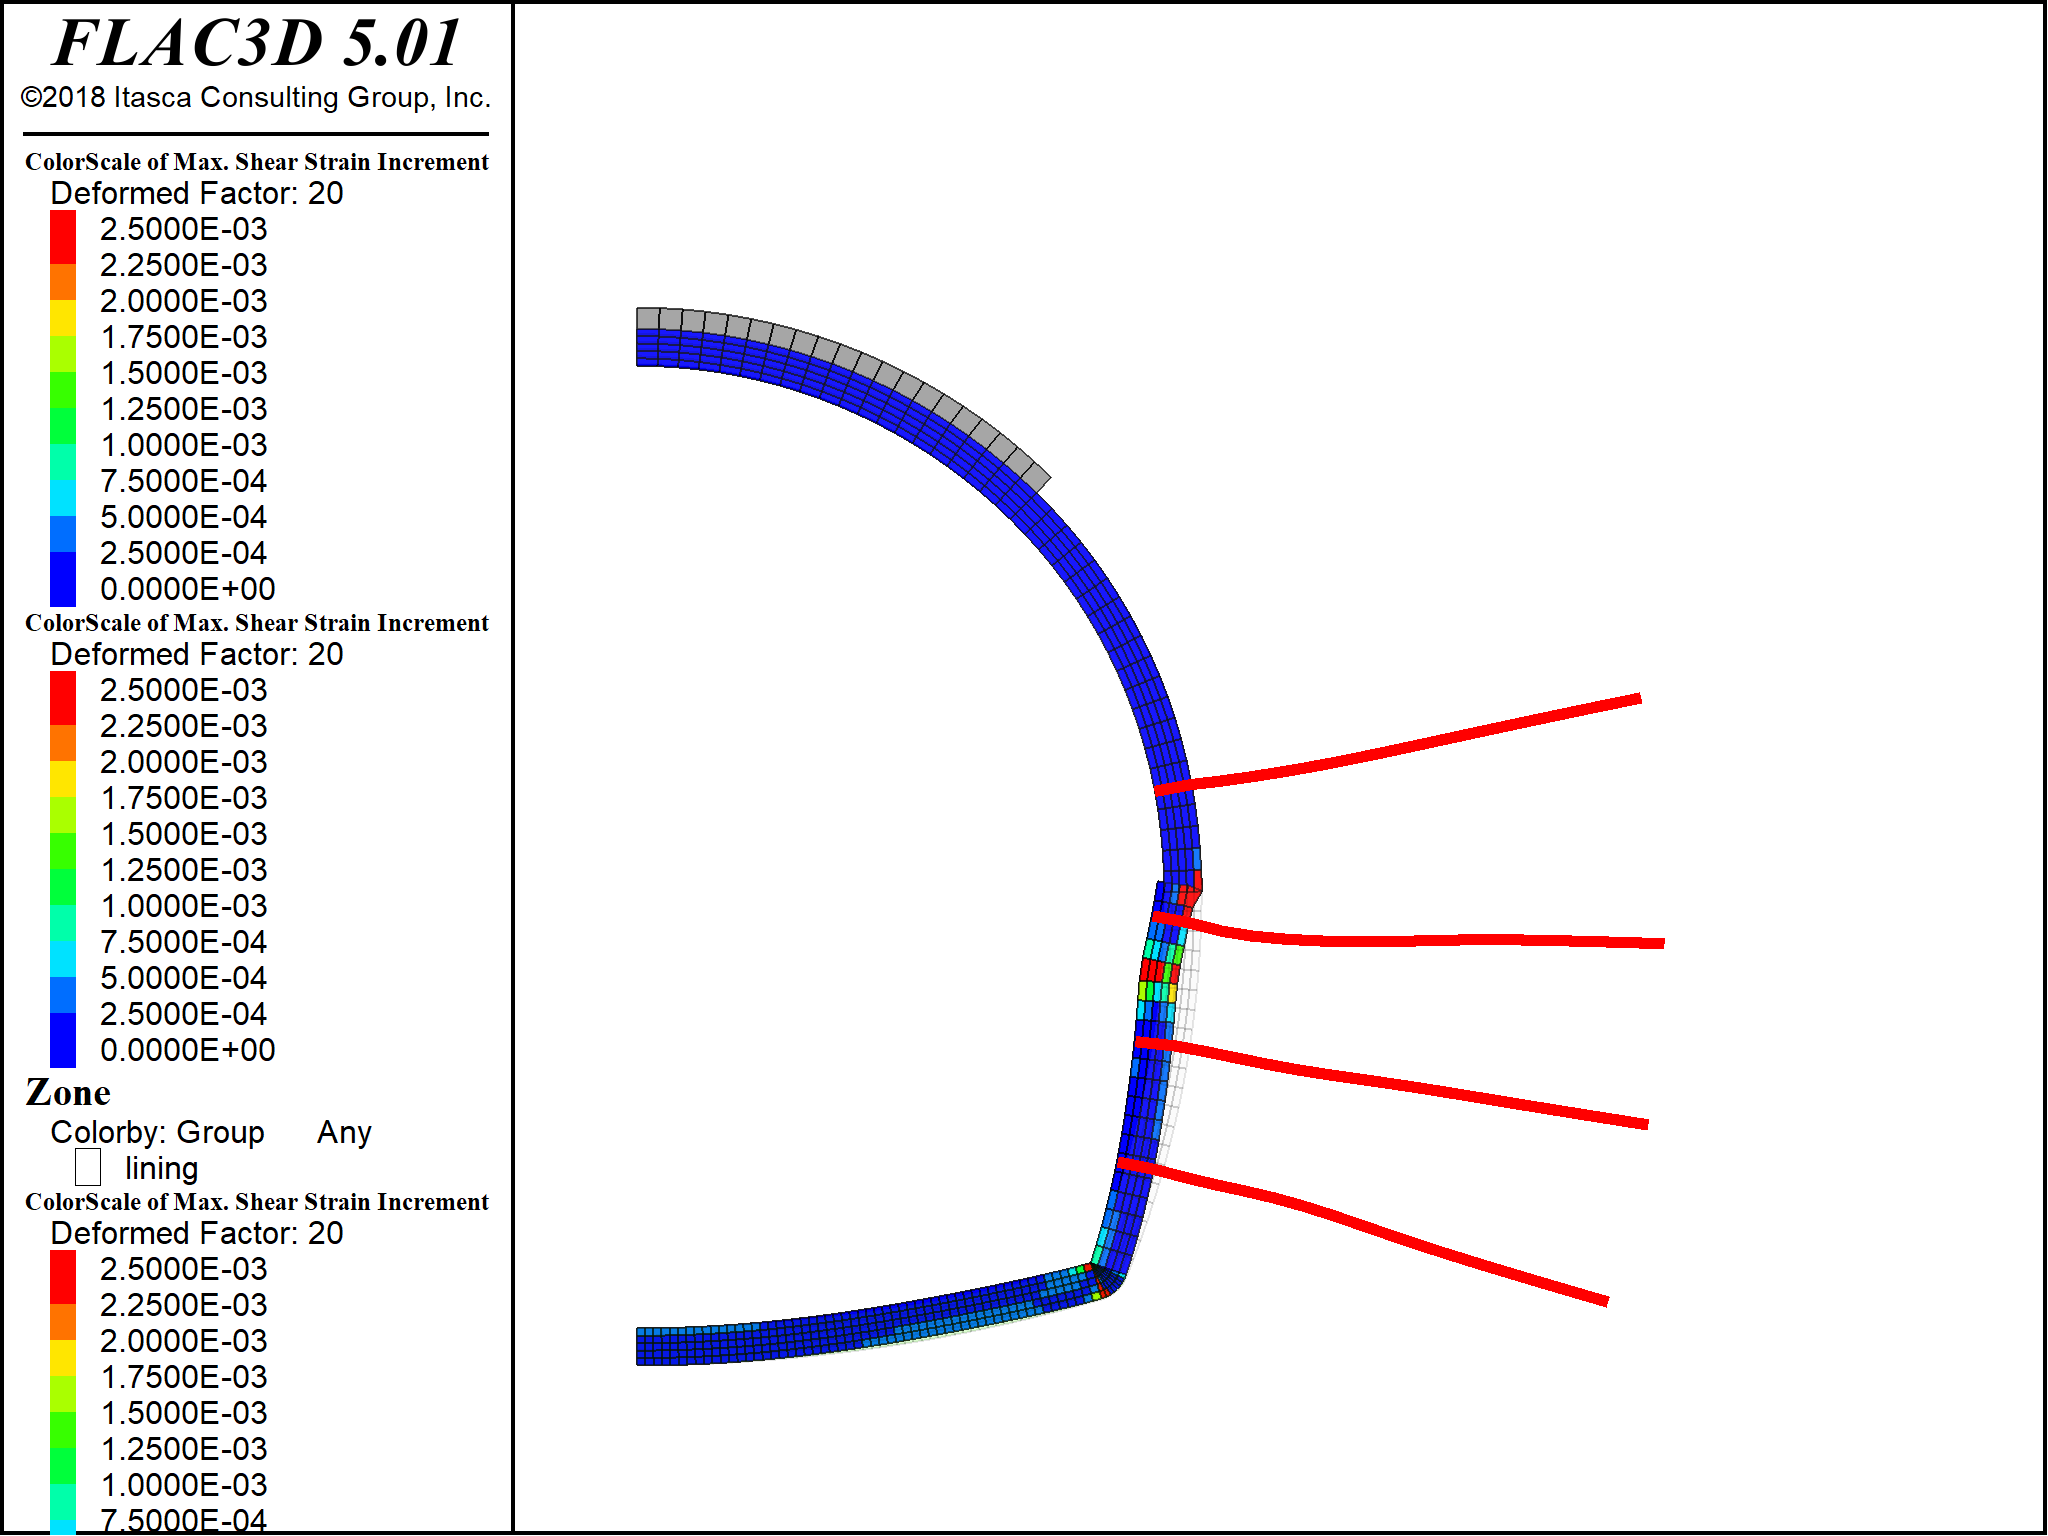 FLAC3D 5.01
©2018 Itasca Consulting Group, Inc.
ColorScale of Max. Shear Strain Increment
Deformed Factor: 20
2.5000E-03
2.2500E-03
2.0000E-03
1.7500E-03
1.5000E-03
1.2500E-03
1.0000E-03
7.5000E-04
5.0000E-04
2.5000E-04
0.0000E+00
ColorScale of Max. Shear Strain Increment
Deformed Factor: 20
2.5000E-03
2.2500E-03
2.0000E-03
1.7500E-03
1.5000E-03
1.2500E-03
1.0000E-03
7.5000E-04
5.0000E-04
2.5000E-04
0.0000E+00
Zone
Colorby: Group Any
lining
ColorScale of Max. Shear Strain Increment
Deformed Factor: 20
2.5000E-03
2.2500E-03
2.0000E-03
1.7500E-03
1.5000E-03
1.2500E-03
1.0000E-03
7.5000E-04